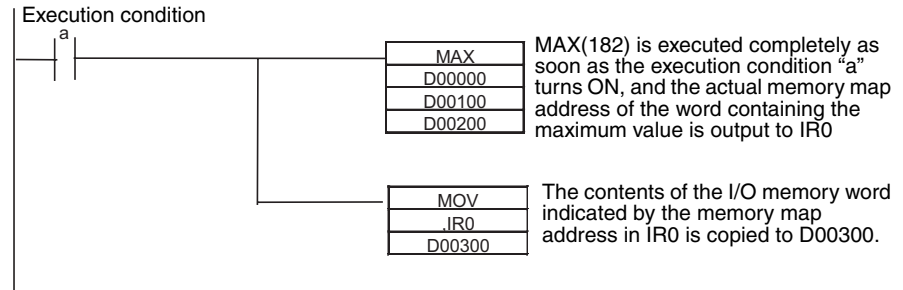 Execution condition
a
MAX
D00000
D00100
D00200
MAX(182) is executed completely as
soon as the execution condition “a”
turns ON, and the actual memory map
address of the word containing the
maximum value is output to IR0
MOV
,IR0
D00300
The contents of the I/O memory word
indicated by the memory map
address in IR0 is copied to D00300.